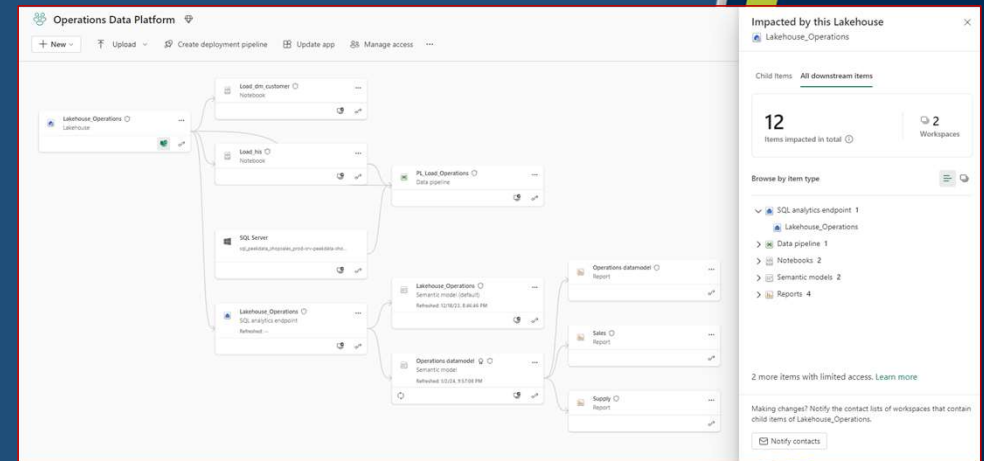 Operations Data Platform
New
Upload
Create deployment pipeline
Update app
Manage access
Lakehouse_Operations
Lakehouse
Load_dm_customer
Notebook
Load_his
Notebook
PL_Load_Operations
Data pipeline
SQL Server
Lakehouse_Operations
SQL analytics endpoint
Refreshed: --
Lakehouse_Operations
Semantic model (default)
Refreshed: 12/18/23, 8:46:46 PM
Operations datamodel
Semantic model
Operations datamodel
Report
Sales
Report
Supply
Report
Impacted by this Lakehouse
Lakehouse_Operations
Child Items All downstream items
12
Items impacted in total
2
Workspaces
Browse by item type
SQL analytics endpoint 1
Lakehouse_Operations
Data pipeline 1
Notebooks 2
Semantic models 2
Reports 4
2 more items with limited access. Learn more
Making changes? Notify the contact lists of workspaces that contain
child items of Lakehouse_Operations.
Notify contacts